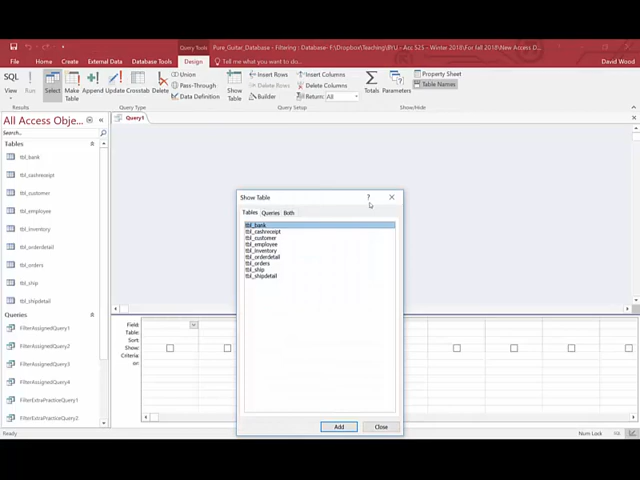 Query Tools
Pure_Guitar_Database - Filtering : Database- F:\Dropbox\Teaching\BYU - Acc 525 - Winter 2018\For fall 2018\New Access D...
File
Home
Create
External Data
Database Tools
Design
Tell me what you want to do...
David Wood
SQL
View
Run
Select
Make
Table
Append
Update
Crosstab
Delete
Union
Pass-Through
Data Definition
Show
Table
Insert Rows
Delete Rows
Builder
Insert Columns
Delete Columns
Return: All
Totals
Parameters
Property Sheet
Table Names
Results
Query Type
Query Setup
Show/Hide
All Access Obje...
Search...
Tables
tbl_bank
tbl_cashreceipt
tbl_customer
tbl_employee
tbl_inventory
tbl_orderdetail
tbl_orders
tbl_ship
tbl_shipdetail
Queries
FilterAssignedQuery1
FilterAssignedQuery2
FilterAssignedQuery3
FilterAssignedQuery4
FilterExtraPracticeQuery1
FilterExtraPracticeQuery2
Query1
Show Table
Tables
Queries
Both
tbl_bank
tbl_cashreceipt
tbl_customer
tbl_employee
tbl_inventory
tbl_orderdetail
tbl_orders
tbl_ship
tbl_shipdetail
Add
Close
Field:
Table:
Sort:
Show:
Criteria:
or:
Ready
Num Lock